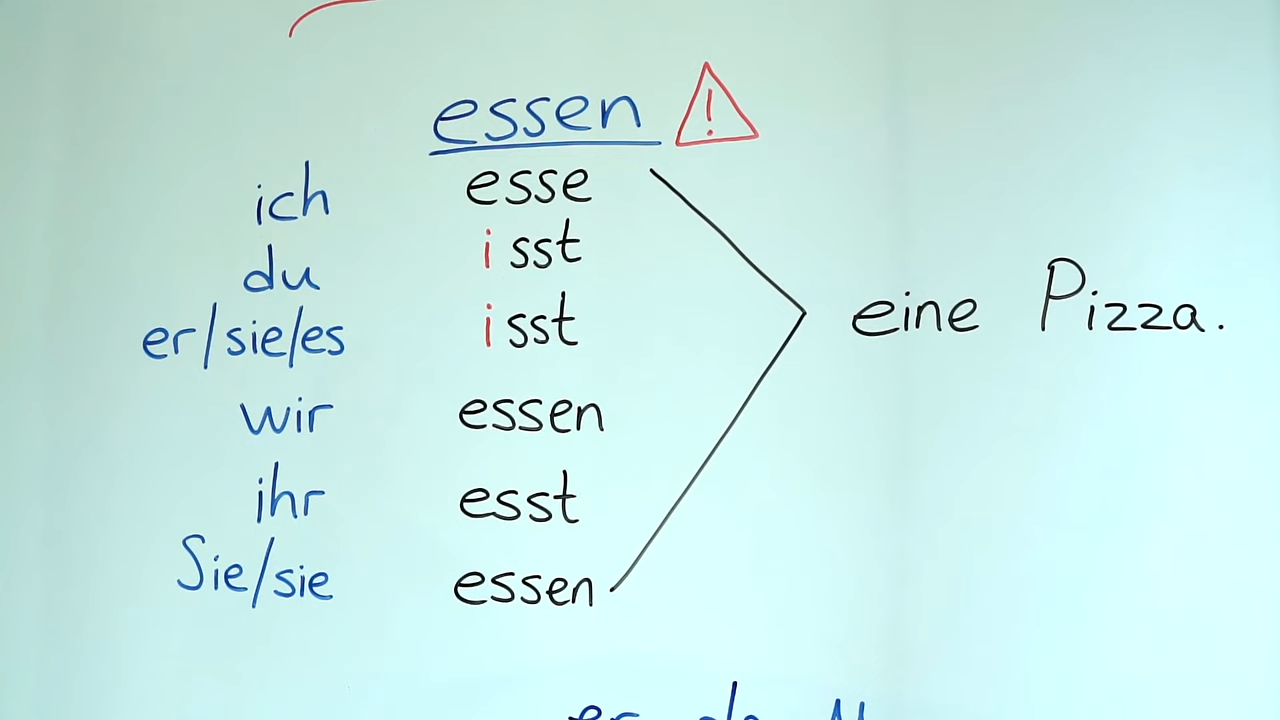 essen !
ich esse
du isst
er/sie/es isst
eine Pizza.
wir essen
ihr esst
Sie/sie essen